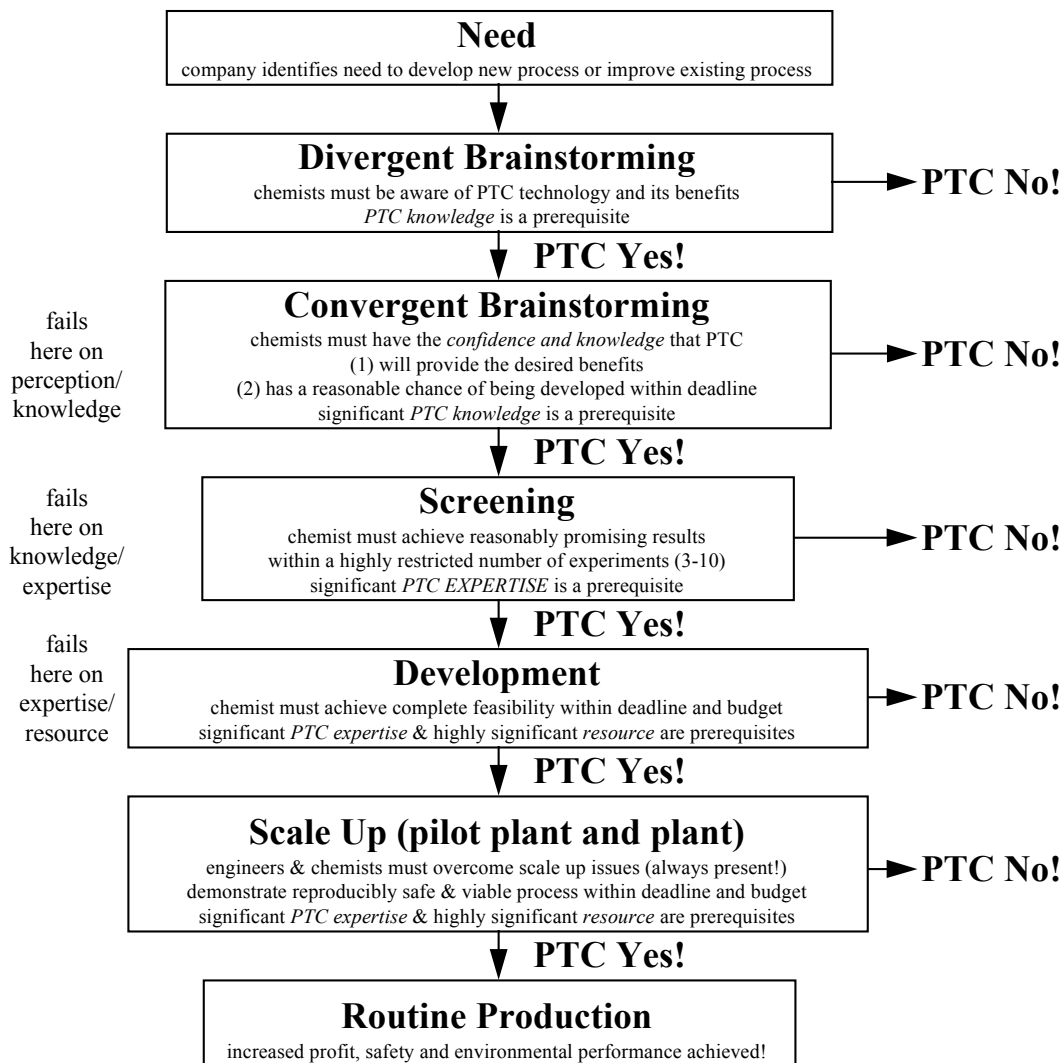 Need
company identifies need to develop new process or improve existing process
Divergent Brainstorming
chemists must be aware of PTC technology and its benefits
PTC knowledge is a prerequisite
PTC No!
PTC Yes!
fails
here on
perception/
knowledge
Convergent Brainstorming
chemists must have the confidence and knowledge that PTC
(1) will provide the desired benefits
(2) has a reasonable chance of being developed within deadline
significant PTC knowledge is a prerequisite
PTC No!
PTC Yes!
fails
here on
knowledge/
expertise
Screening
chemist must achieve reasonably promising results
within a highly restricted number of experiments (3-10)
significant PTC EXPERTISE is a prerequisite
PTC No!
PTC Yes!
fails
here on
expertise/
resource
Development
chemist must achieve complete feasibility within deadline and budget
significant PTC expertise & highly significant resource are prerequisites
PTC No!
PTC Yes!
Scale Up (pilot plant and plant)
engineers & chemists must overcome scale up issues (always present!)
demonstrate reproducibly safe & viable process within deadline and budget
significant PTC expertise & highly significant resource are prerequisites
PTC No!
PTC Yes!
Routine Production
increased profit, safety and environmental performance achieved!